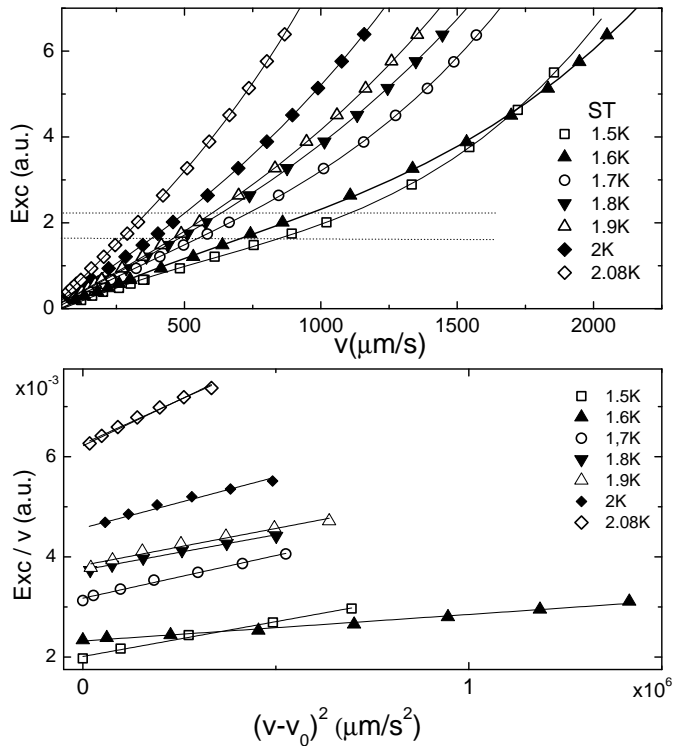 6
4
2
0
Exc (a.u.)
500
1000
1500
2000
v(μm/s)
ST
1.5K
1.6K
1.7K
1.8K
1.9K
2K
2.08K
x10⁻³
6
4
2
Exc / v (a.u.)
0
1
x10⁶
(v-v₀)² (μm/s²)
1.5K
1.6K
1,7K
1.8K
1.9K
2K
2.08K